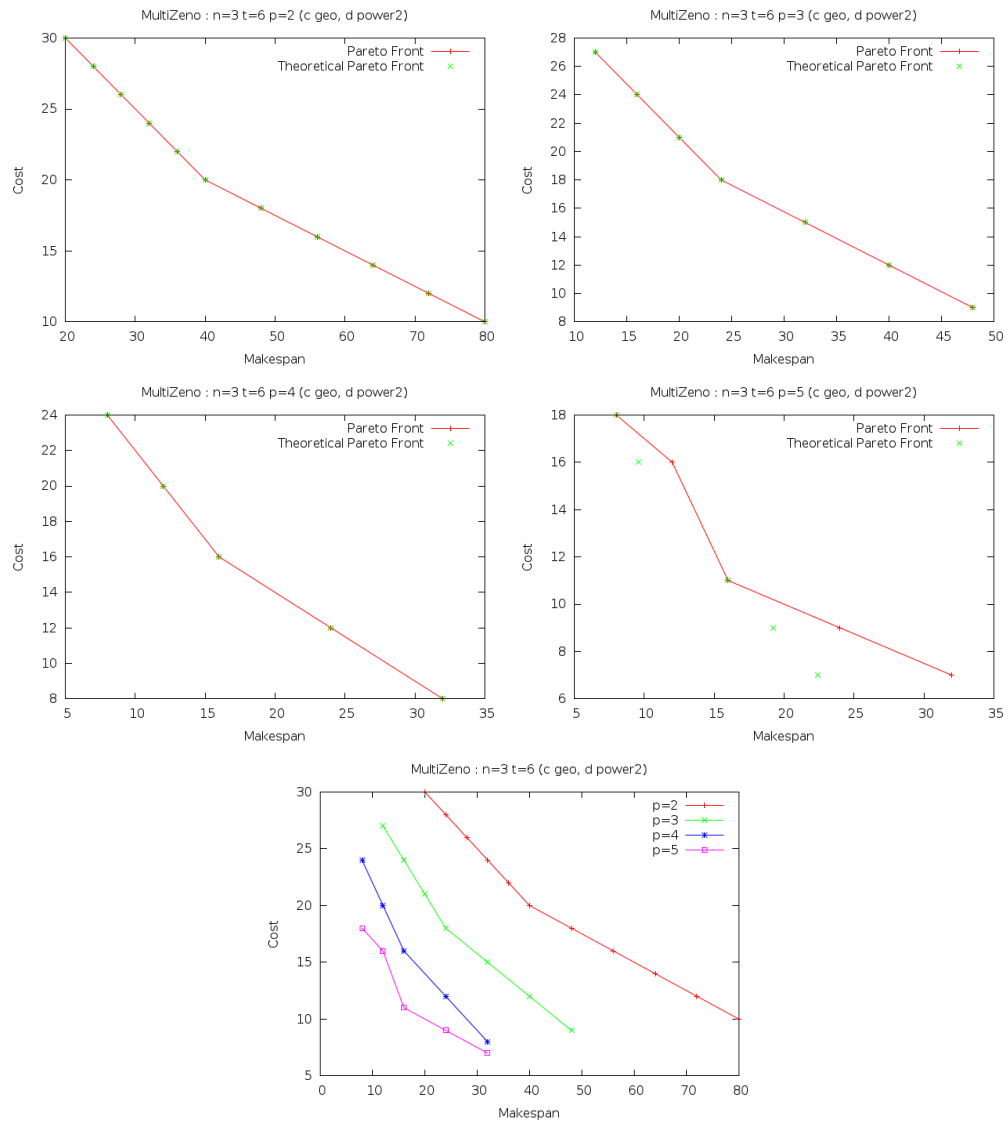 MultiZeno : n=3 t=6 p=2 (c geo, d power2)
30
25
20
15
10
Cost
20 30 40 50 60 70 80
Makespan
Pareto Front
Theoretical Pareto Front
MultiZeno : n=3 t=6 p=3 (c geo, d power2)
28
26
24
22
20
18
16
14
12
10
8
Cost
10 15 20 25 30 35 40 45 50
Makespan
Pareto Front
Theoretical Pareto Front
MultiZeno : n=3 t=6 p=4 (c geo, d power2)
24
22
20
18
16
14
12
10
8
Cost
5 10 15 20 25 30 35
Makespan
Pareto Front
Theoretical Pareto Front
MultiZeno : n=3 t=6 p=5 (c geo, d power2)
18
16
14
12
10
8
6
Cost
5 10 15 20 25 30 35
Makespan
Pareto Front
Theoretical Pareto Front
MultiZeno : n=3 t=6 (c geo, d power2)
30
25
20
15
10
5
Cost
0 10 20 30 40 50 60 70 80
Makespan
p=2
p=3
p=4
p=5